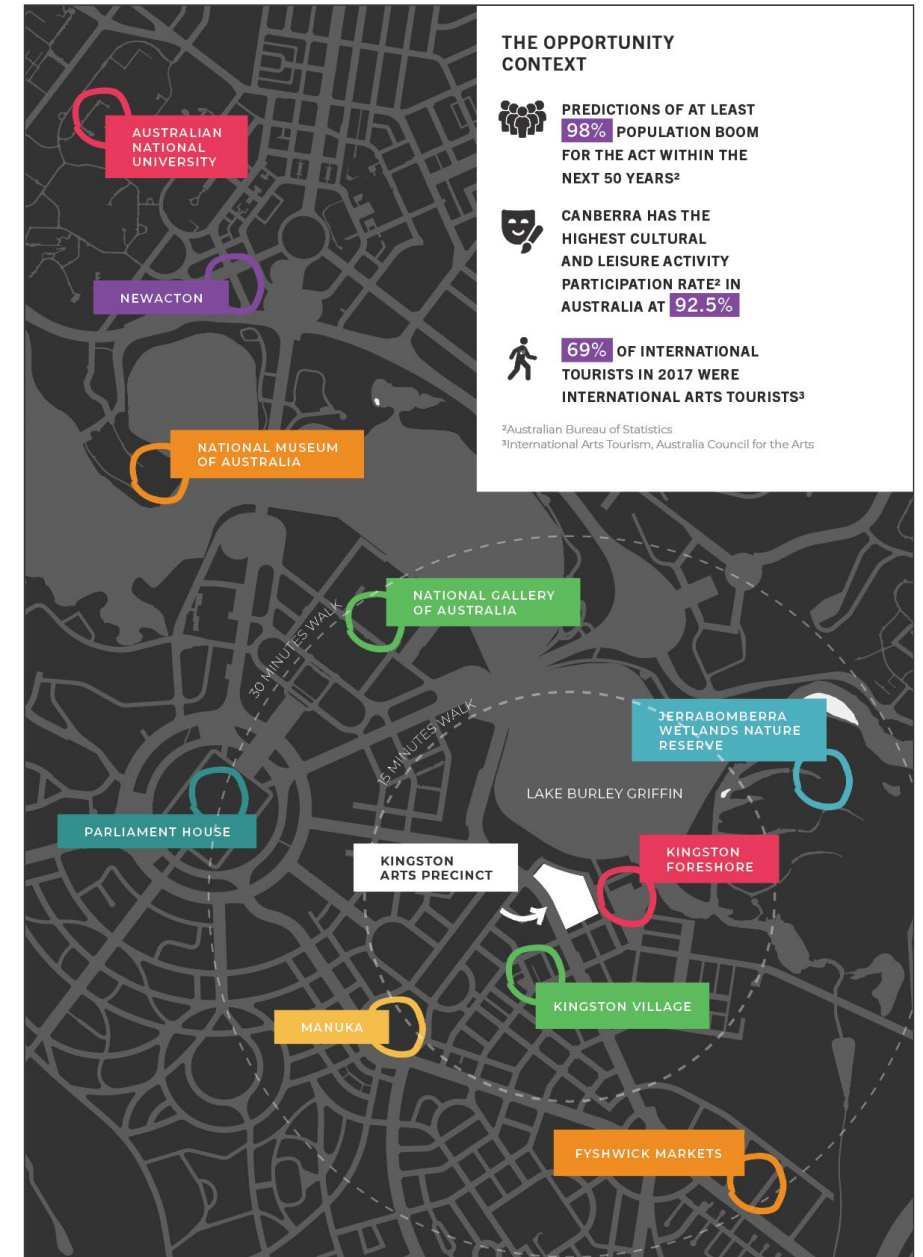 THE OPPORTUNITY
CONTEXT
PREDICTIONS OF AT LEAST
98% POPULATION BOOM
FOR THE ACT WITHIN THE
NEXT 50 YEARS²
CANBERRA HAS THE
HIGHEST CULTURAL
AND LEISURE ACTIVITY
PARTICIPATION RATE² IN
AUSTRALIA AT 92.5%
69% OF INTERNATIONAL
TOURISTS IN 2017 WERE
INTERNATIONAL ARTS TOURISTS³
²Australian Bureau of Statistics
³International Arts Tourism, Australia Council for the Arts
AUSTRALIAN
NATIONAL
UNIVERSITY
NEWACTON
NATIONAL MUSEUM
OF AUSTRALIA
NATIONAL GALLERY
OF AUSTRALIA
30 MINUTES WALK
15 MINUTES WALK
JERRABOMBERRA
WETLANDS NATURE
RESERVE
LAKE BURLEY GRIFFIN
PARLIAMENT HOUSE
KINGSTON
ARTS PRECINCT
KINGSTON
FORESHORE
KINGSTON VILLAGE
MANUKA
FYSHWICK MARKETS